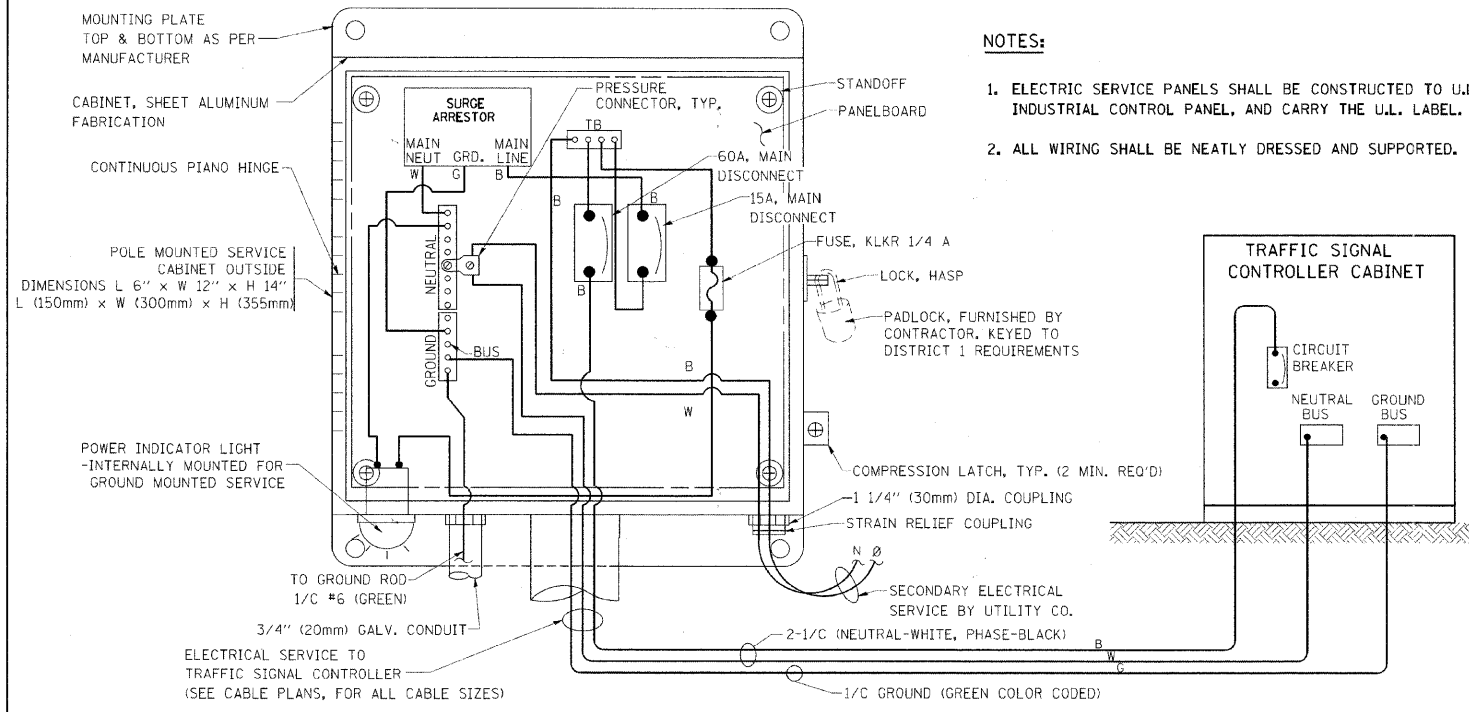 MOUNTING PLATE
TOP & BOTTOM AS PER
MANUFACTURER
CABINET, SHEET ALUMINUM
FABRICATION
CONTINUOUS PIANO HINGE
POLE MOUNTED SERVICE
CABINET OUTSIDE
DIMENSIONS L 6" x W 12" x H 14"
L (150mm) x W (300mm) x H (355mm)
POWER INDICATOR LIGHT
-INTERNALLY MOUNTED FOR
GROUND MOUNTED SERVICE
SURGE
ARRESTOR
MAIN
NEUT
GRD.
MAIN
LINE
W
G
B
PRESSURE
CONNECTOR, TYP.
TB
STANDOFF
PANELBOARD
60A, MAIN
DISCONNECT
15A, MAIN
DISCONNECT
B
B
B
FUSE, KLKR 1/4 A
LOCK, HASP
PADLOCK, FURNISHED BY
CONTRACTOR. KEYED TO
DISTRICT 1 REQUIREMENTS
NEUTRAL
GROUND
BUS
B
W
COMPRESSION LATCH, TYP. (2 MIN. REQ'D)
1 1/4" (30mm) DIA. COUPLING
STRAIN RELIEF COUPLING
N Ø
SECONDARY ELECTRICAL
SERVICE BY UTILITY CO.
TO GROUND ROD
1/C #6 (GREEN)
3/4" (20mm) GALV. CONDUIT
ELECTRICAL SERVICE TO
TRAFFIC SIGNAL CONTROLLER
(SEE CABLE PLANS, FOR ALL CABLE SIZES)
2-1/C (NEUTRAL-WHITE, PHASE-BLACK)
B
W
G
1/C GROUND (GREEN COLOR CODED)
NOTES:
1. ELECTRIC SERVICE PANELS SHALL BE CONSTRUCTED TO
INDUSTRIAL CONTROL PANEL, AND CARRY THE U.L. LABEL.
2. ALL WIRING SHALL BE NEATLY DRESSED AND SUPPORTED.
TRAFFIC SIGNAL
CONTROLLER CABINET
CIRCUIT
BREAKER
NEUTRAL
BUS
GROUND
BUS